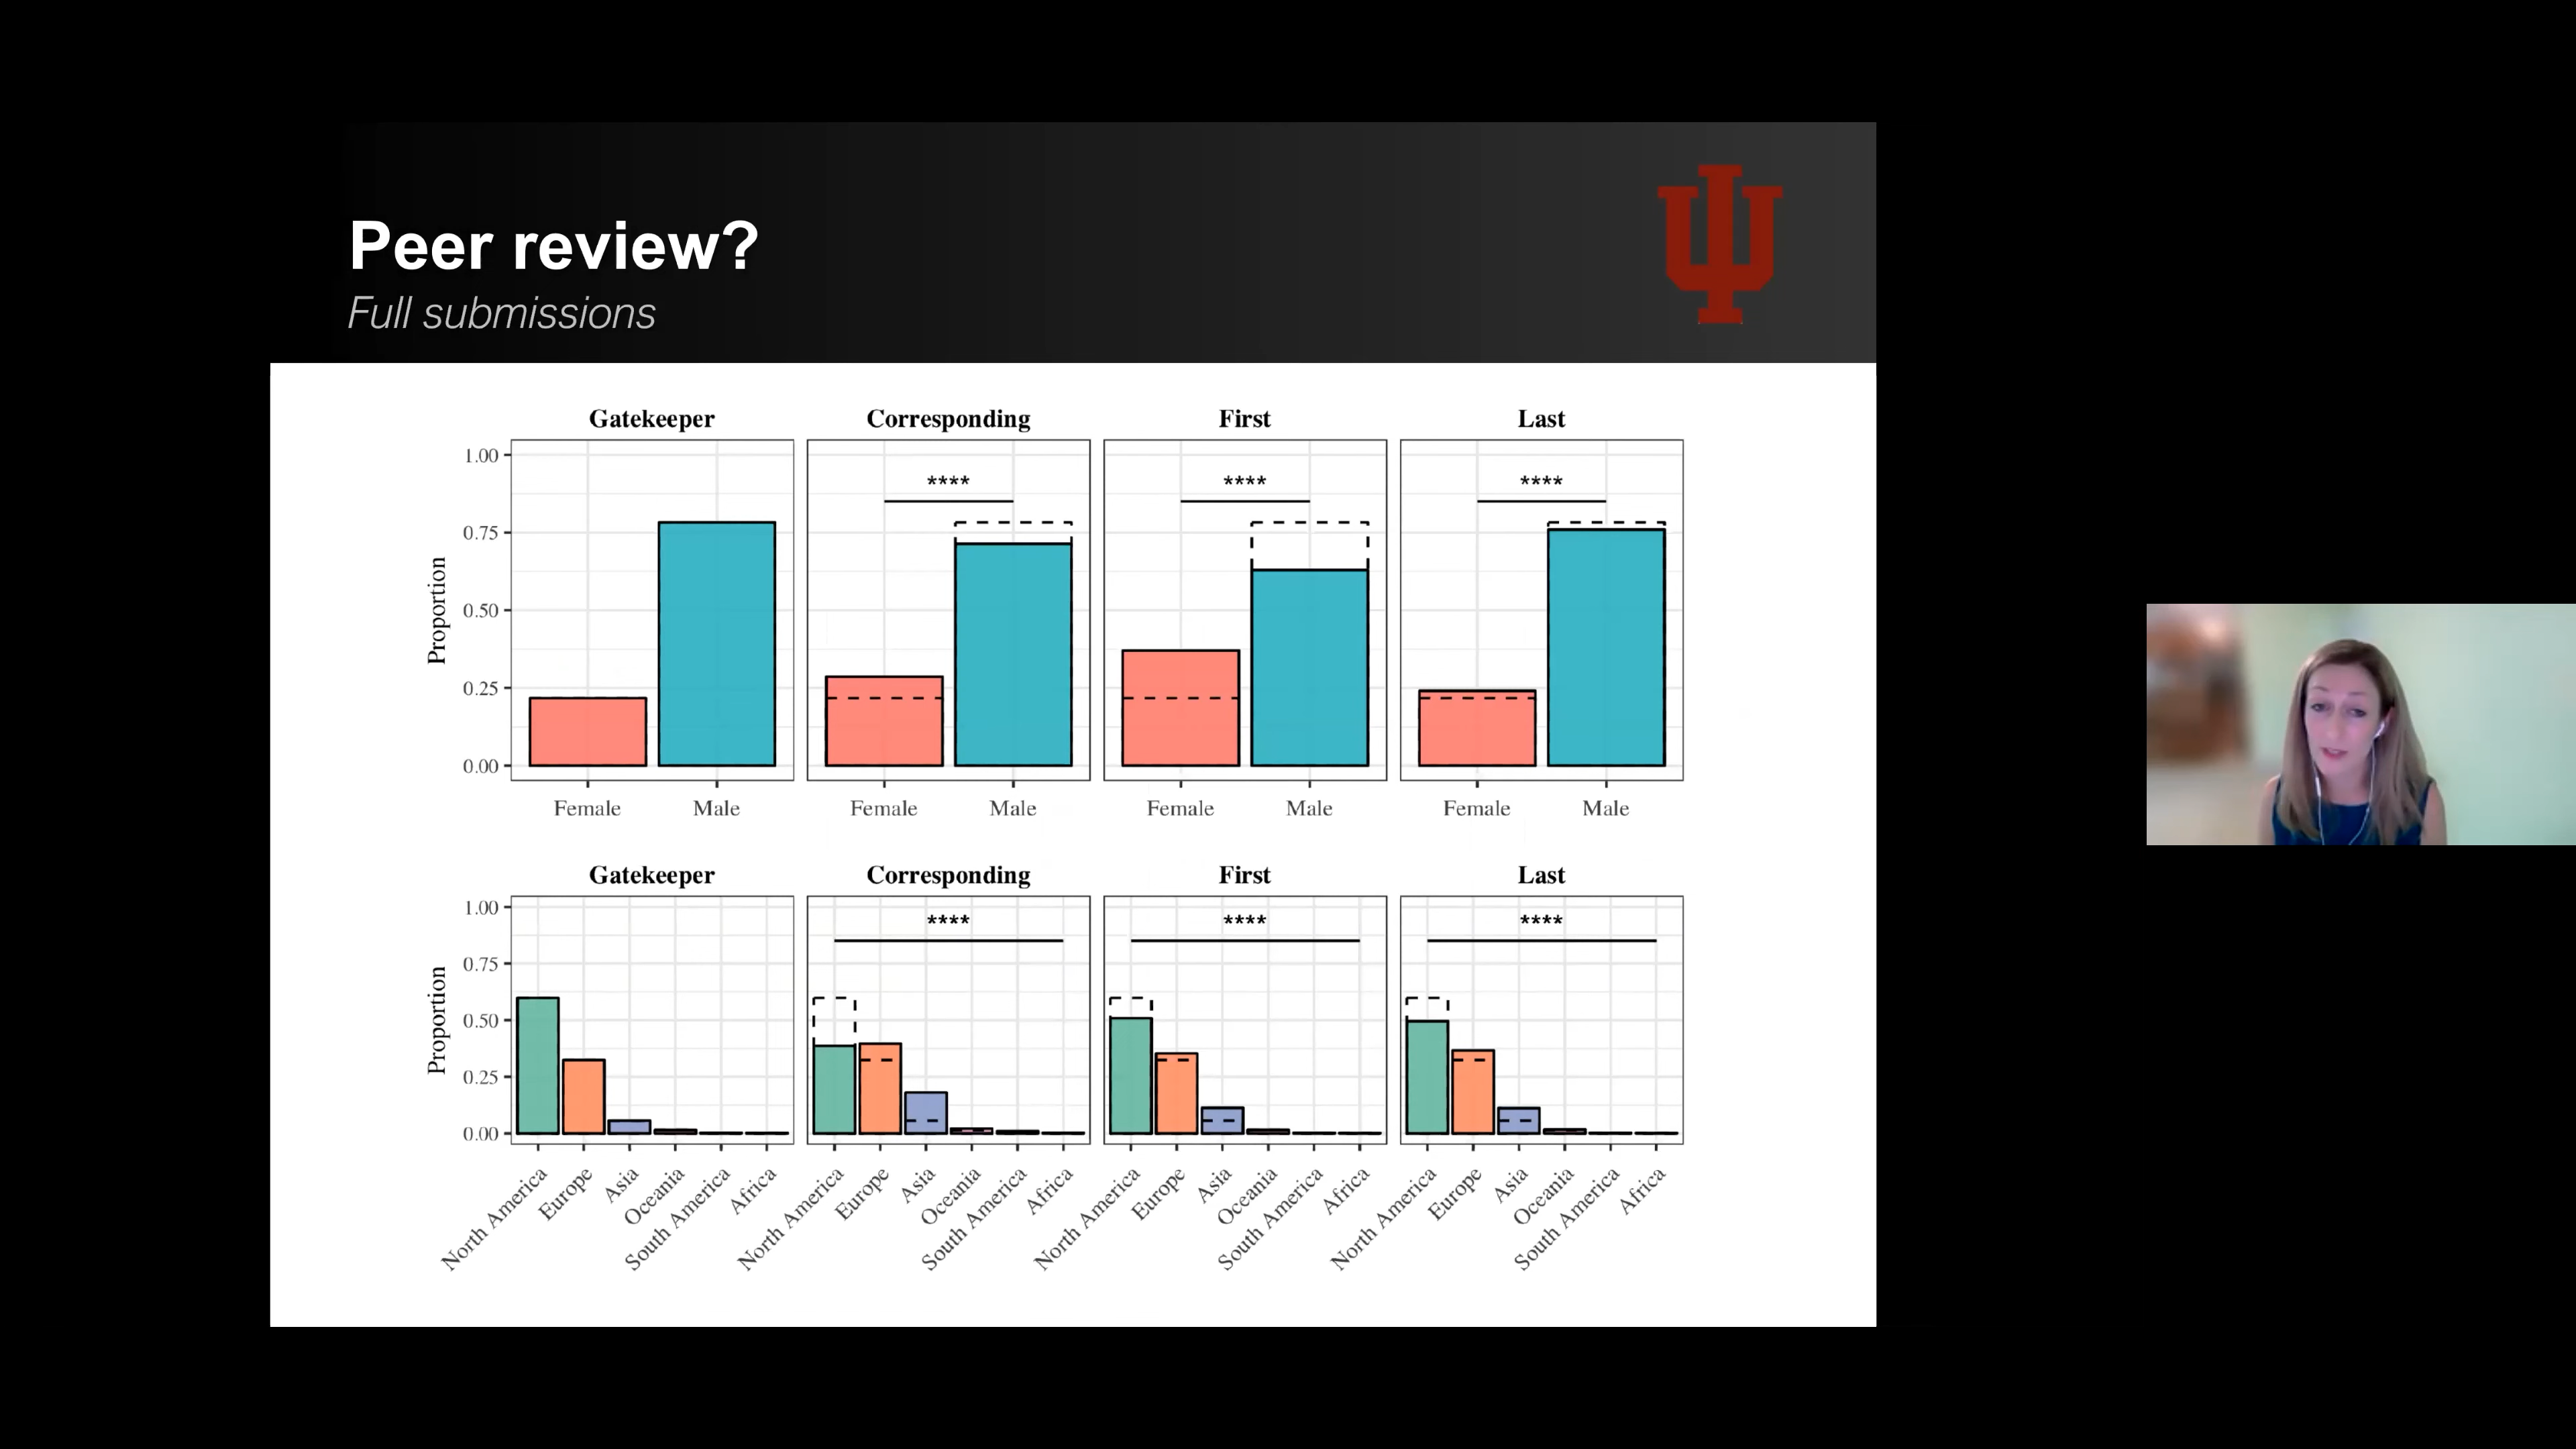 Peer review?
Full submissions
Gatekeeper Corresponding First Last
**** **** ****
1.00
0.75
0.50
0.25
0.00
Proportion
Female Male Female Male Female Male Female Male
Gatekeeper Corresponding First Last
**** **** ****
1.00
0.75
0.50
0.25
0.00
Proportion
North America Europe Asia Oceania South America Africa North America Europe Asia Oceania South America Africa North America Europe Asia Oceania South America Africa North America Europe Asia Oceania South America Africa